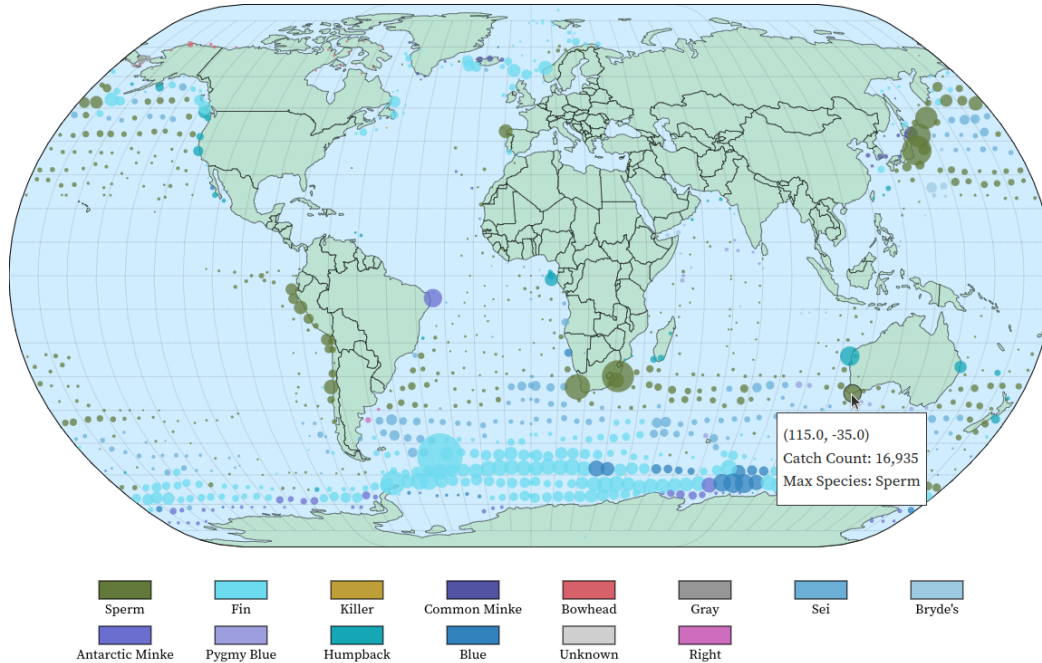 (115.0, -35.0)
Catch Count: 16,935
Max Species: Sperm
Sperm
Fin
Killer
Common Minke
Bowhead
Gray
Sei
Bryde's
Antarctic Minke
Pygmy Blue
Humpback
Blue
Unknown
Right